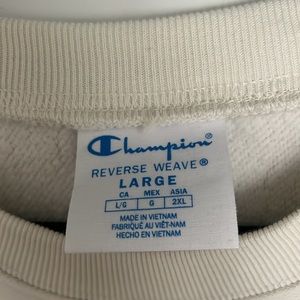 Champion®
REVERSE WEAVE®
LARGE
CA MEX ASIA
L/G G 2XL
MADE IN VIETNAM
FABRIQUÉ AU VIÊT-NAM
HECHO EN VIETNAM